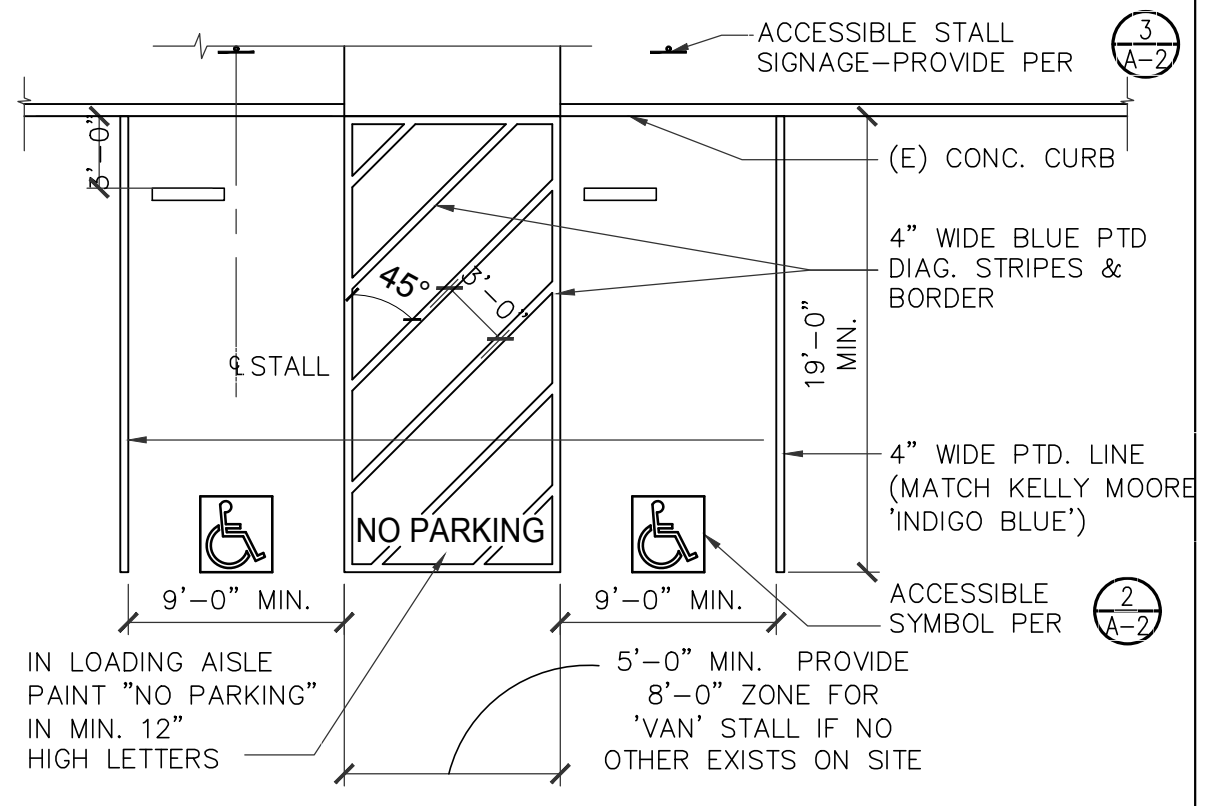 ACCESSIBLE STALL
SIGNAGE-PROVIDE PER
3
A-2
(E) CONC. CURB
4" WIDE BLUE PTD
DIAG. STRIPES &
BORDER
45°
3'-0"
19'-0"
MIN.
℄ STALL
4" WIDE PTD. LINE
(MATCH KELLY MOORE
'INDIGO BLUE')
NO PARKING
9'-0" MIN.
9'-0" MIN.
ACCESSIBLE
SYMBOL PER
2
A-2
IN LOADING AISLE
PAINT "NO PARKING"
IN MIN. 12"
HIGH LETTERS
5'-0" MIN. PROVIDE
8'-0" ZONE FOR
'VAN' STALL IF NO
OTHER EXISTS ON SITE